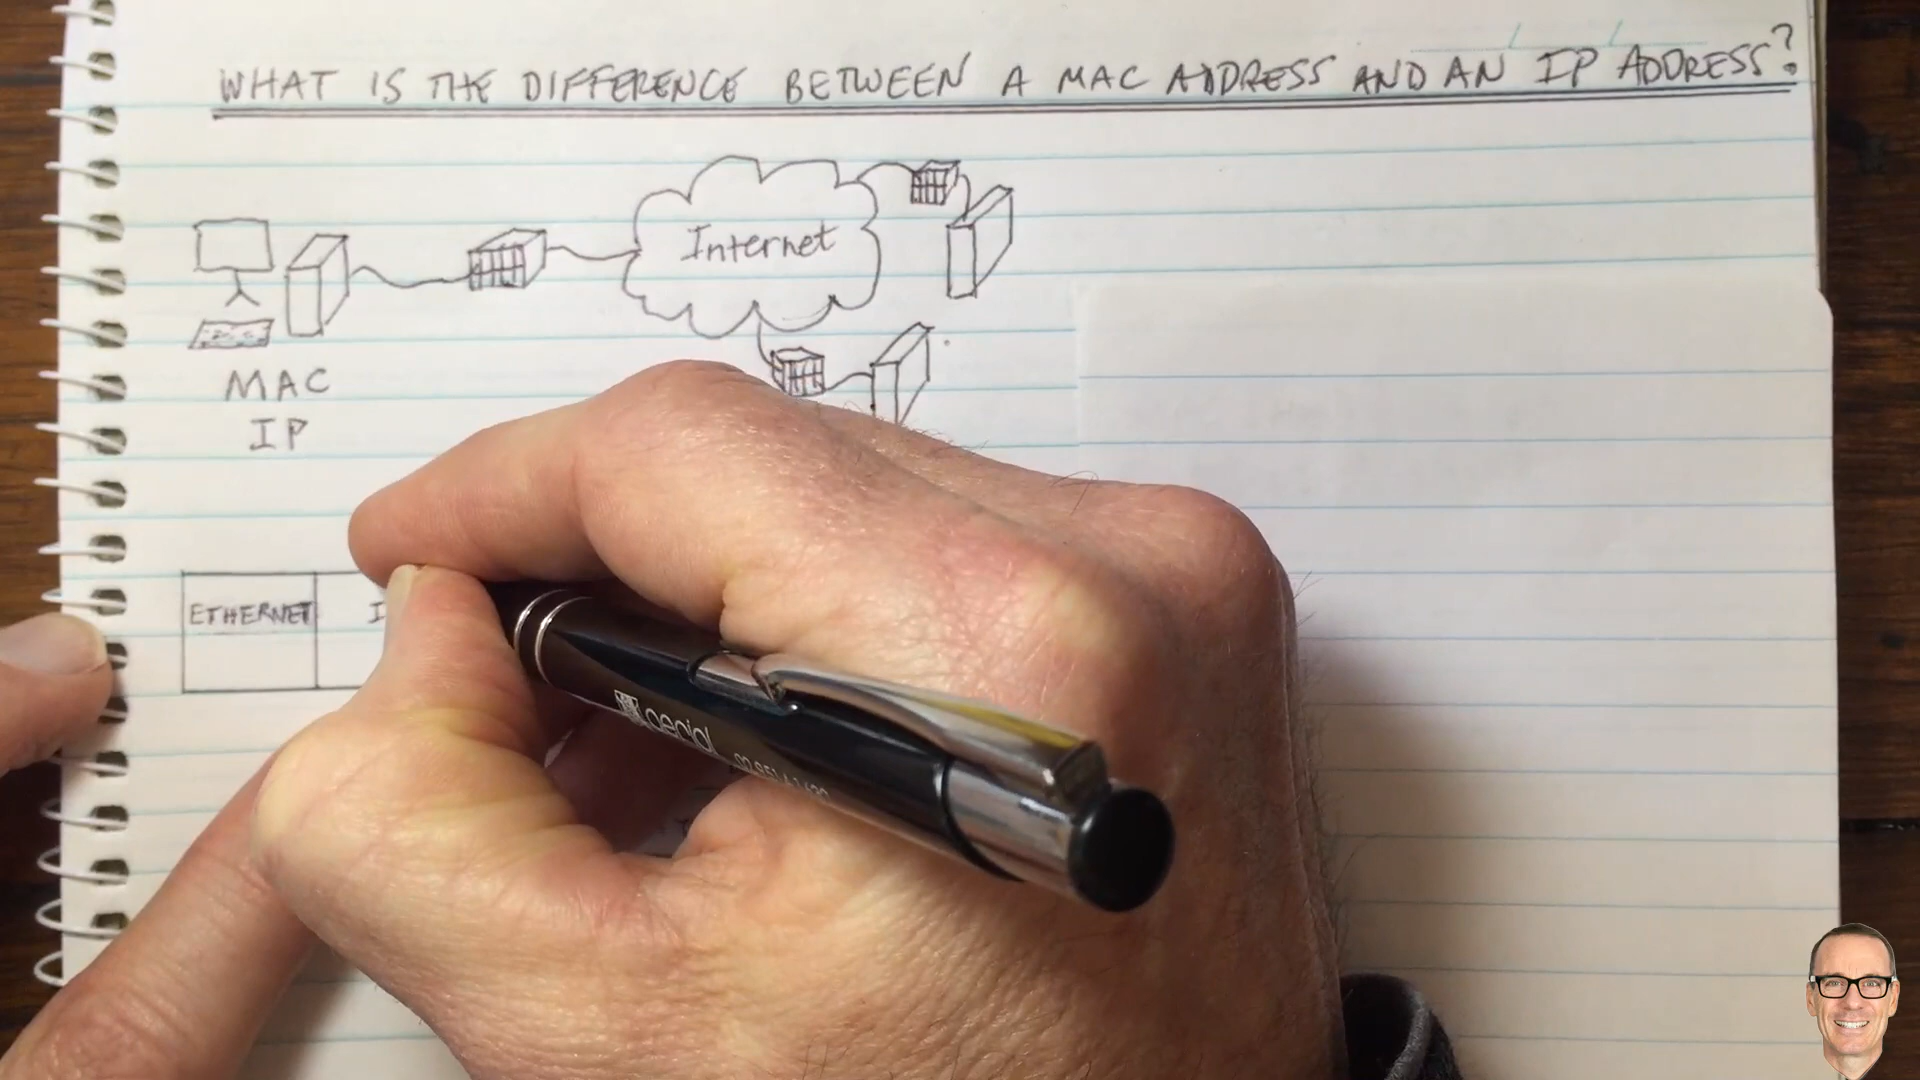 WHAT IS THE DIFFERENCE BETWEEN A MAC ADDRESS AND AN IP ADDRESS?
Internet
MAC
IP
ETHERNET